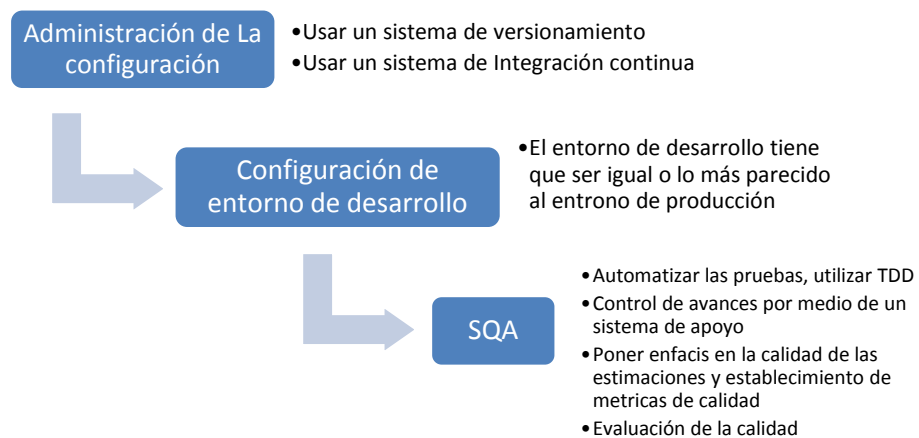 Administración de La
configuración
•Usar un sistema de versionamiento
•Usar un sistema de Integración continua
Configuración de
entorno de desarrollo
•El entorno de desarrollo tiene
que ser igual o lo más parecido
al entrono de producción
SQA
•Automatizar las pruebas, utilizar TDD
•Control de avances por medio de un
sistema de apoyo
•Poner enfacis en la calidad de las
estimaciones y establecimiento de
metricas de calidad
•Evaluación de la calidad